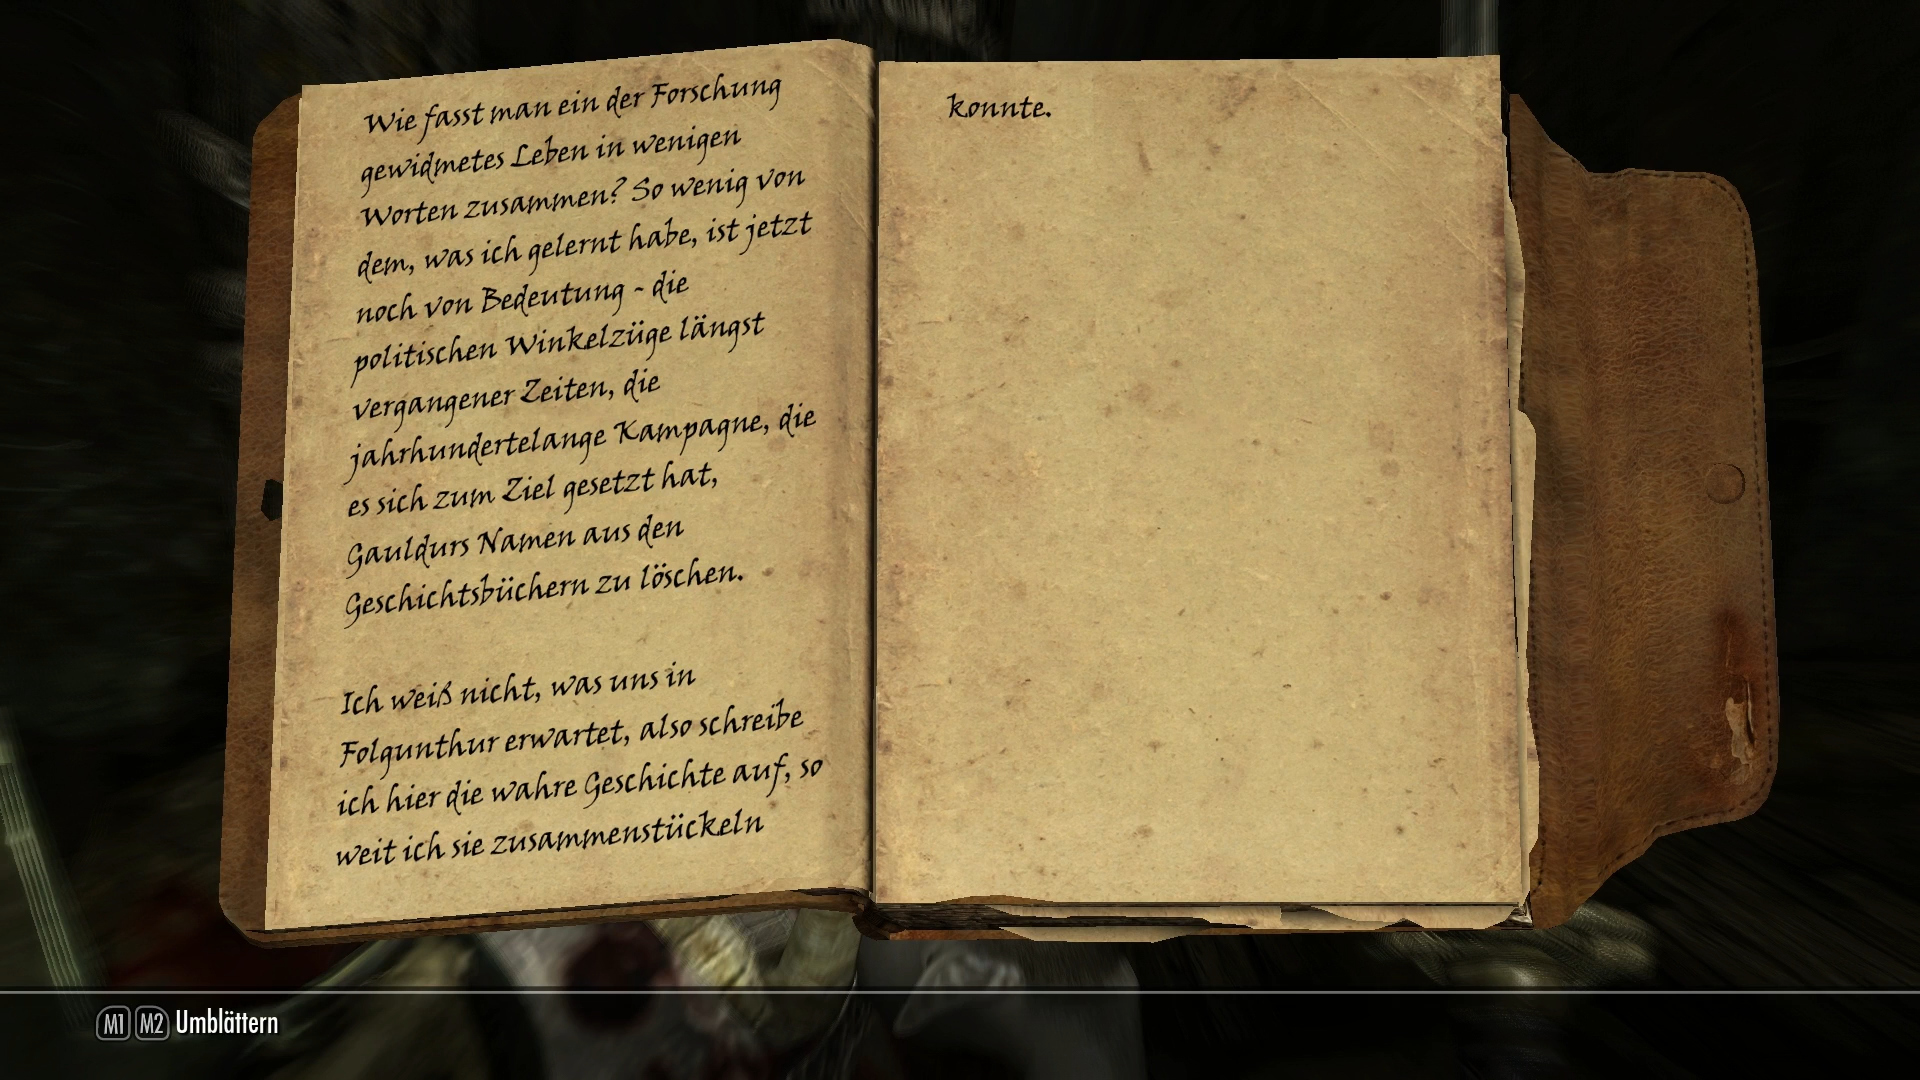 Wie fasst man ein der Forschung
gewidmetes Leben in wenigen
Worten zusammen? So wenig von
dem, was ich gelernt habe, ist jetzt
noch von Bedeutung - die
politischen Winkelzüge längst
vergangener Zeiten, die
jahrhundertelange Kampagne, die
es sich zum Ziel gesetzt hat,
Gauldurs Namen aus den
Geschichtsbüchern zu löschen.
Ich weiß nicht, was uns in
Folgunthur erwartet, also schreibe
ich hier die wahre Geschichte auf, so
weit ich sie zusammenstückeln
konnte.
M1 M2 Umblättern